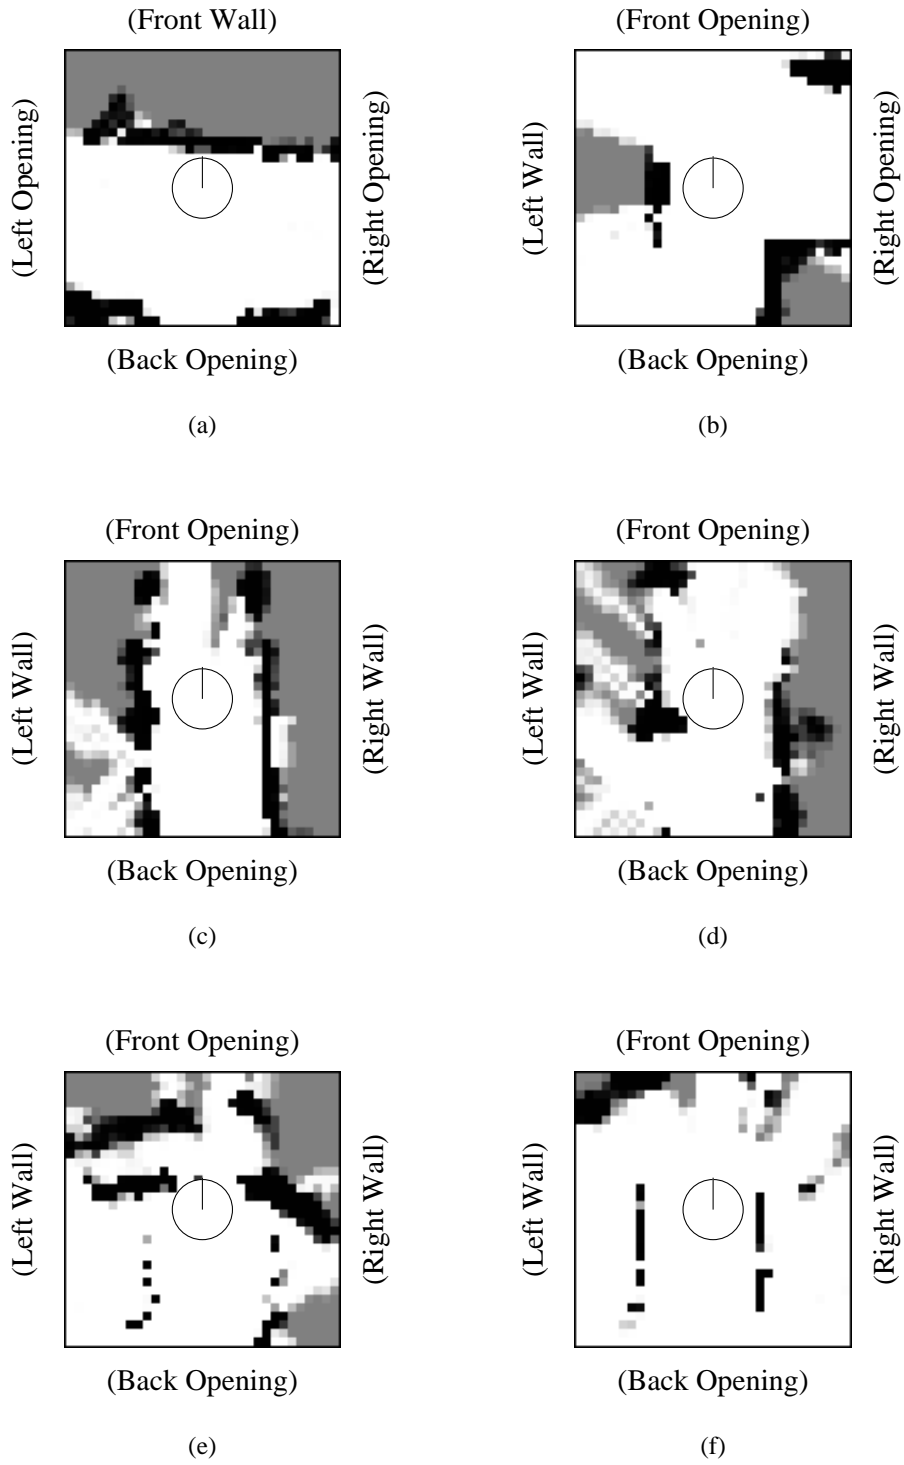 (Front Wall)
(Left Opening)
(Right Opening)
(Back Opening)
(a)
(Front Opening)
(Left Wall)
(Right Opening)
(Back Opening)
(b)
(Front Opening)
(Left Wall)
(Right Wall)
(Back Opening)
(c)
(Front Opening)
(Left Wall)
(Right Wall)
(Back Opening)
(d)
(Front Opening)
(Left Wall)
(Right Wall)
(Back Opening)
(e)
(Front Opening)
(Left Wall)
(Right Wall)
(Back Opening)
(f)